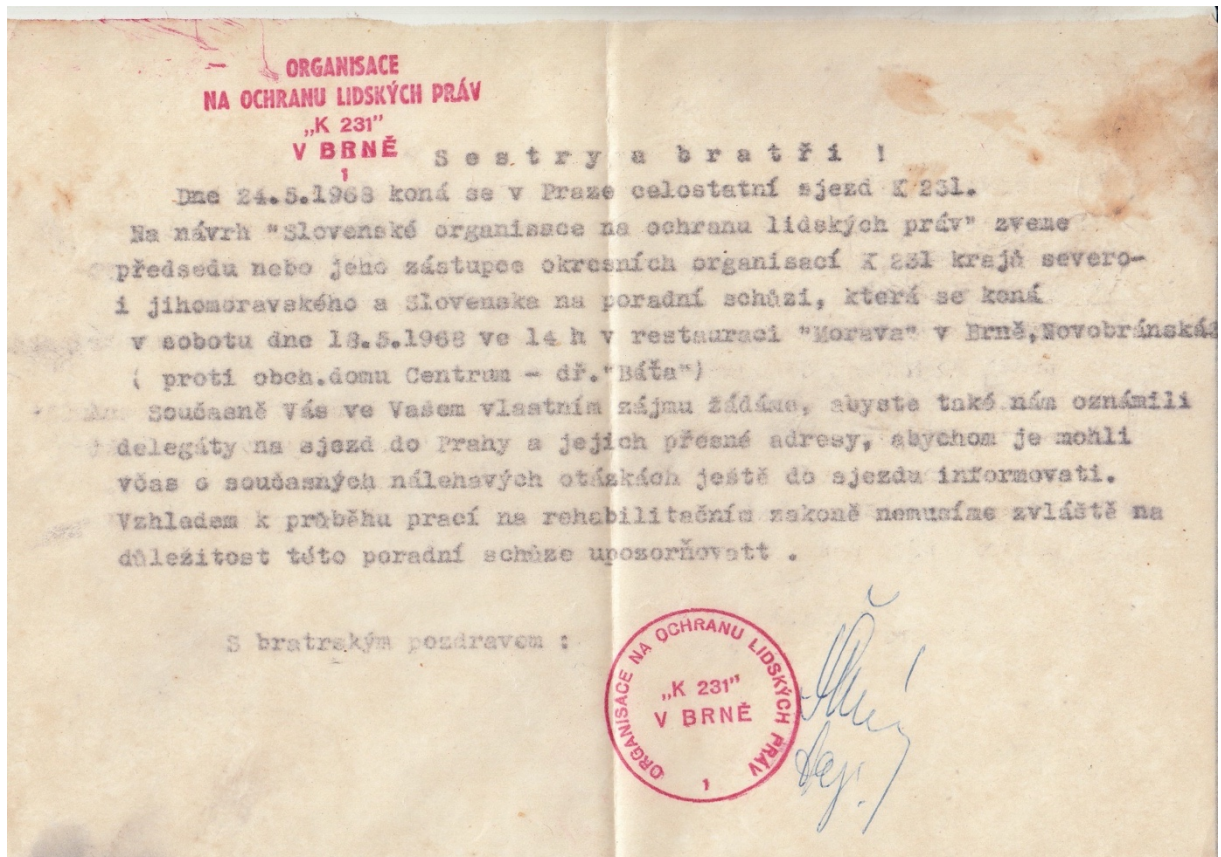 ORGANISACE
NA OCHRANU LIDSKÝCH PRÁV
„K 231"
V BRNĚ
1
Sestry a bratři !
Dne 24.5.1968 koná se v Praze celostatní sjezd K 231.
Na návrh "Slovenské organisace na ochranu lidských práv" zveme
předsedu nebo jeho zástupce okresních organisací K 231 krajů severo-
i jihomoravského a Slovenska na poradní schůzi, která se koná
v sobotu dne 18.5.1968 ve 14 h v restauraci "Morava" v Brně,Novobránská
( proti obch.domu Centrum - dř."Báťa")
Současně Vás ve Vašem vlastním zájmu žádáme, abyste také nám oznámili
delegáty na sjezd do Prahy a jejich přesné adresy, abychom je mohli
včas o současných nálehavých otázkách ještě do sjezdu informovati.
Vzhledem k průběhu prací na rehabilitačním zakoně nemusíme zvláště na
důležitost této poradní schůze upozorňovatt .
S bratrským pozdravem :
ORGANISACE NA OCHRANU LIDSKÝCH PRÁV
„K 231"
V BRNĚ
1